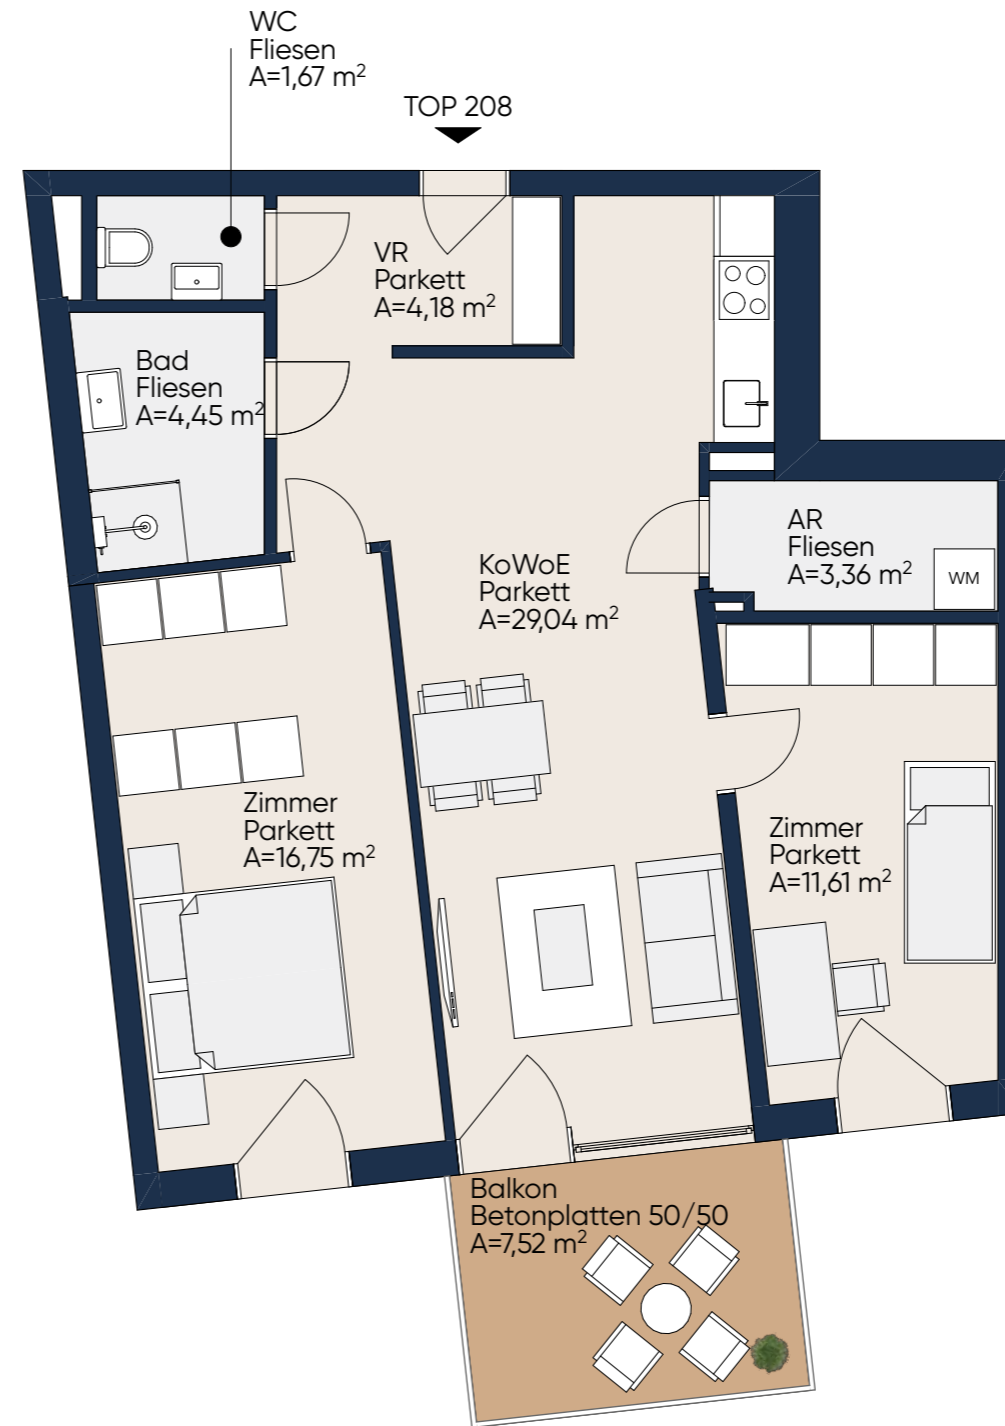 WC
Fliesen
A=1,67 m²
TOP 208
VR
Parkett
A=4,18 m²
Bad
Fliesen
A=4,45 m²
AR
Fliesen
A=3,36 m²
WM
KoWoE
Parkett
A=29,04 m²
Zimmer
Parkett
A=16,75 m²
Zimmer
Parkett
A=11,61 m²
Balkon
Betonplatten 50/50
A=7,52 m²